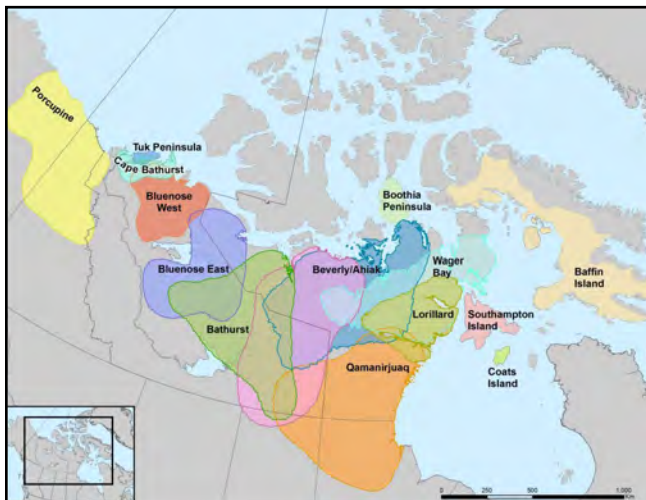 Porcupine
Tuk Peninsula
Cape Bathurst
Bluenose
West
Boothia
Peninsula
Bluenose East
Beverly/Ahiak
Wager
Bay
Baffin
Island
Bathurst
Lorillard
Southampton
Island
Qamanirjuaq
Coats
Island
0 250 500 1,000